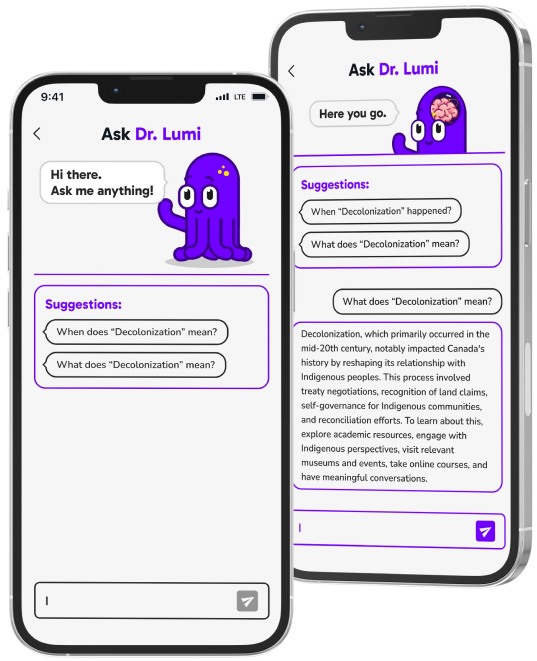 9:41
LTE
Ask Dr. Lumi
Hi there.
Ask me anything!
Suggestions:
When does “Decolonization” mean?
What does “Decolonization” mean?
I
Ask Dr. Lumi
Here you go.
Suggestions:
When “Decolonization” happened?
What does “Decolonization” mean?
What does “Decolonization” mean?
Decolonization, which primarily occurred in the
mid-20th century, notably impacted Canada's
history by reshaping its relationship with
Indigenous peoples. This process involved
treaty negotiations, recognition of land claims,
self-governance for Indigenous communities,
and reconciliation efforts. To learn about this,
explore academic resources, engage with
Indigenous perspectives, visit relevant
museums and events, take online courses, and
have meaningful conversations.
I